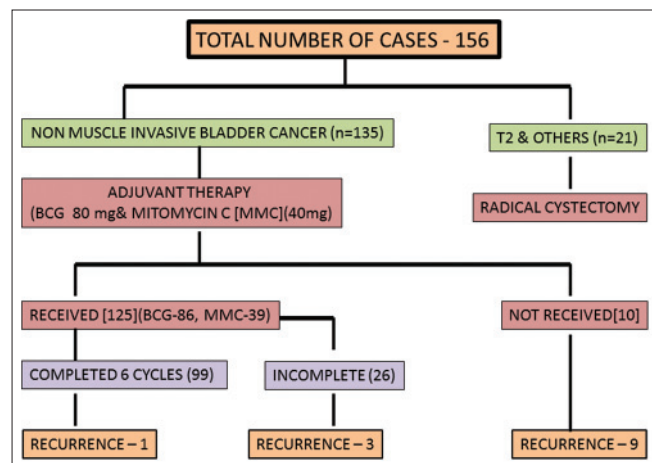 TOTAL NUMBER OF CASES - 156
NON MUSCLE INVASIVE BLADDER CANCER (n=135)
T2 & OTHERS (n=21)
ADJUVANT THERAPY
(BCG 80 mg& MITOMYCIN C [MMC](40mg)
RADICAL CYSTECTOMY
RECEIVED [125](BCG-86, MMC-39)
NOT RECEIVED[10]
COMPLETED 6 CYCLES (99)
INCOMPLETE (26)
RECURRENCE – 1
RECURRENCE – 3
RECURRENCE – 9